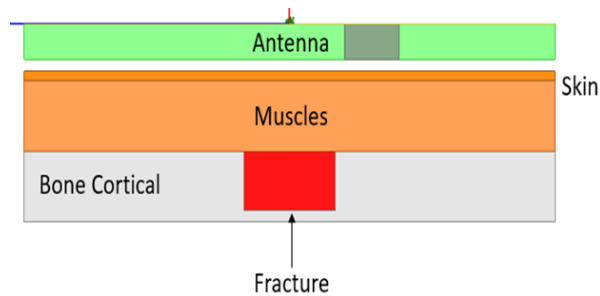 Antenna
Skin
Muscles
Bone Cortical
Fracture